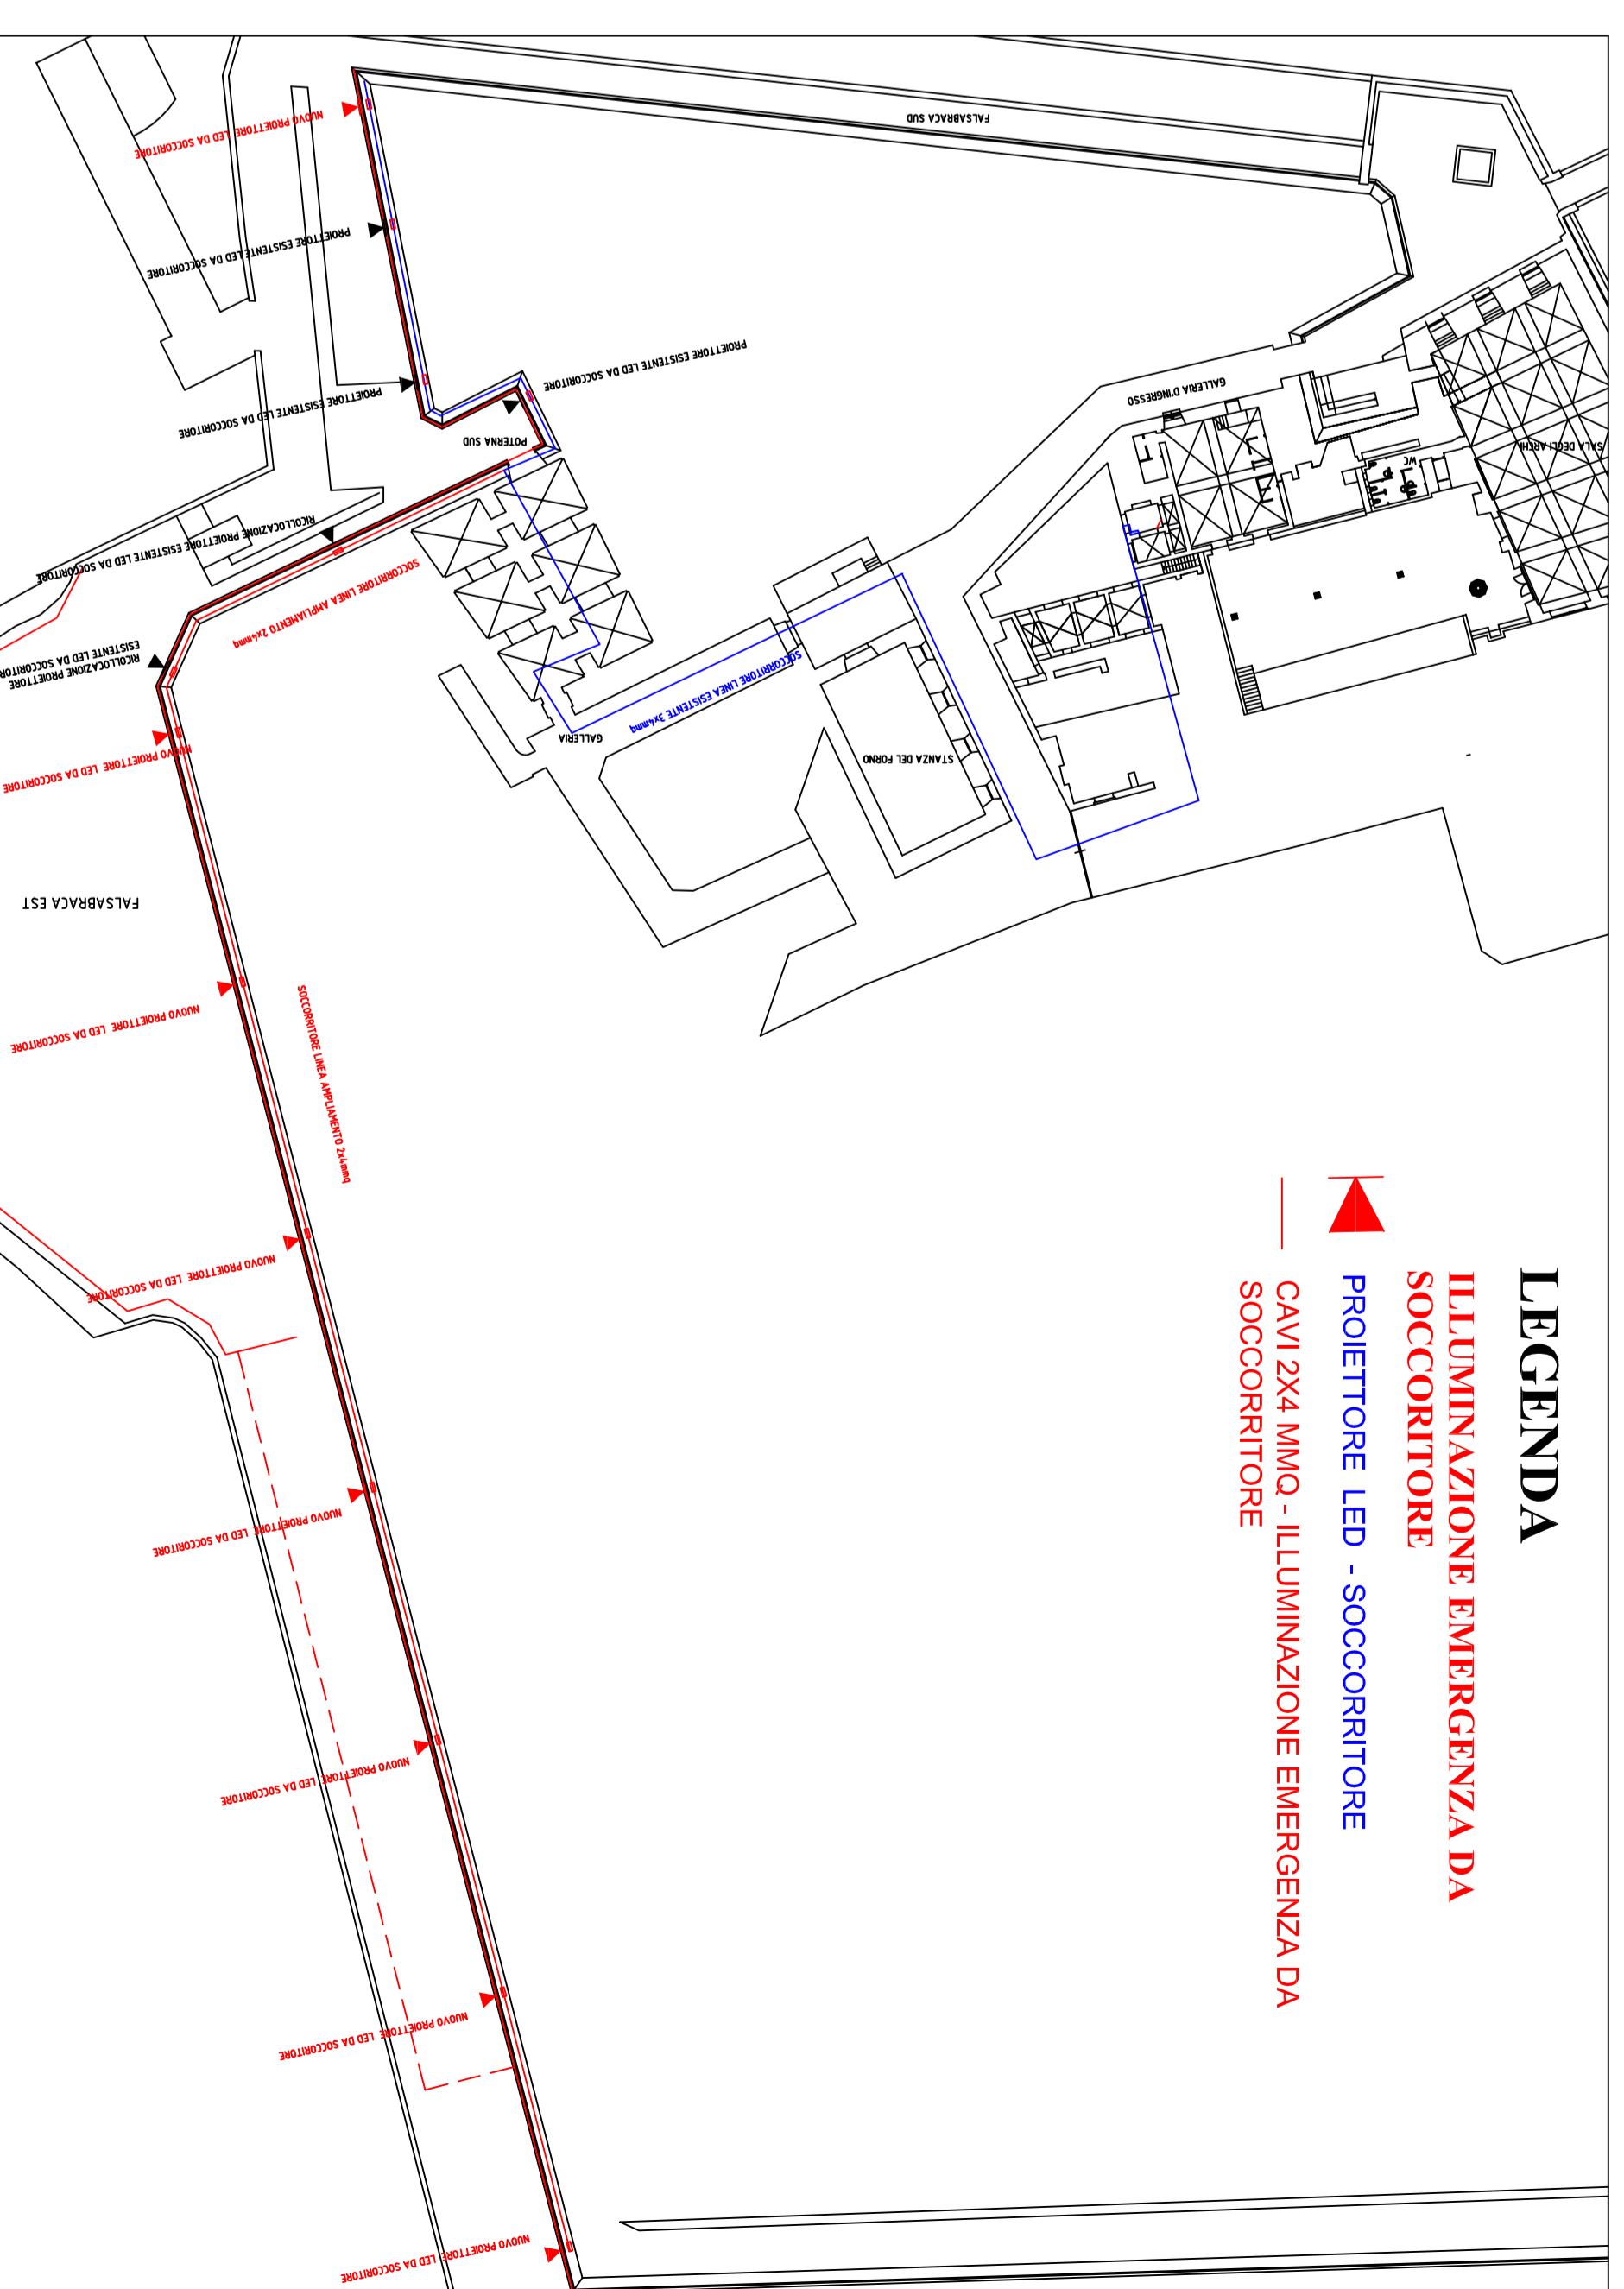 LEGENDA
ILLUMINAZIONE EMERGENZA DA
SOCCORITORE
PROIETTORE LED - SOCCORRITORE
CAVI 2X4 MMQ - ILLUMINAZIONE EMERGENZA DA
SOCCORRITORE
FALSABRACA SUD
NUOVO PROIETTORE LED DA SOCCORITORE
PROIETTORE ESISTENTE LED DA SOCCORITORE
PROIETTORE ESISTENTE LED DA SOCCORITORE
PROIETTORE ESISTENTE LED DA SOCCORITORE
POTERNA SUD
GALLERIA D'INGRESSO
SALA DEGLI ARCHI
WC
RICOLLOCAZIONE PROIETTORE ESISTENTE LED DA SOCCORITORE
SOCCORRITORE LINEA AMPLIAMENTO 2x4mmq
RICOLLOCAZIONE PROIETTORE
ESISTENTE LED DA SOCCORITORE
SOCCORRITORE LINEA ESISTENTE 3x4mmq
GALLERIA
STANZA DEL FORNO
NUOVO PROIETTORE LED DA SOCCORITORE
FALSABRACA EST
NUOVO PROIETTORE LED DA SOCCORITORE
SOCCORRITORE LINEA AMPLIAMENTO 2x4mmq
NUOVO PROIETTORE LED DA SOCCORITORE
NUOVO PROIETTORE LED DA SOCCORITORE
NUOVO PROIETTORE LED DA SOCCORITORE
NUOVO PROIETTORE LED DA SOCCORITORE
NUOVO PROIETTORE LED DA SOCCORITORE